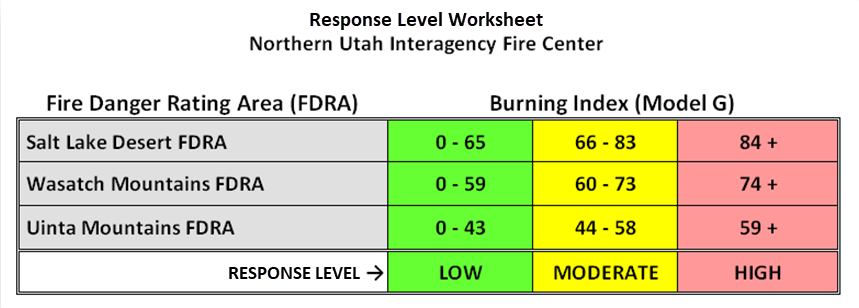 Response Level Worksheet
Northern Utah Interagency Fire Center
Fire Danger Rating Area (FDRA) Burning Index (Model G)
Salt Lake Desert FDRA 0 - 65 66 - 83 84 +
Wasatch Mountains FDRA 0 - 59 60 - 73 74 +
Uinta Mountains FDRA 0 - 43 44 - 58 59 +
RESPONSE LEVEL → LOW MODERATE HIGH